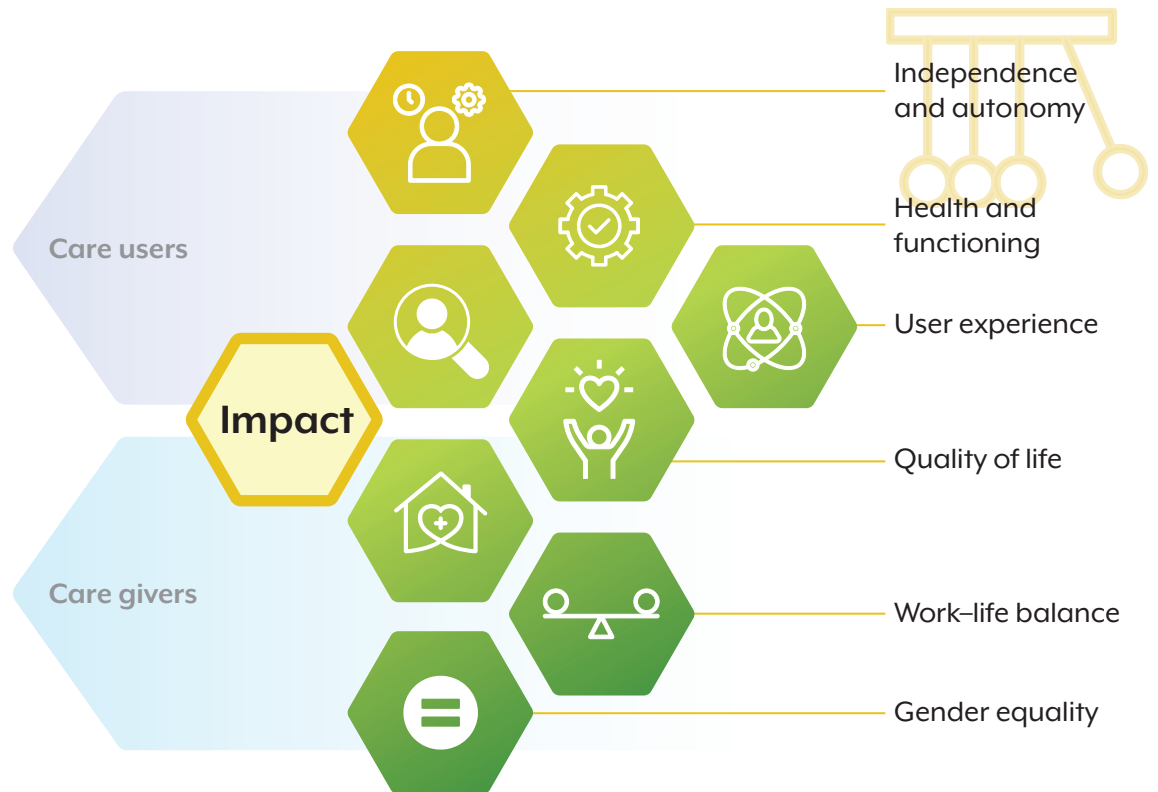 Independence
and autonomy
Health and
functioning
Care users
User experience
Impact
Quality of life
Care givers
Work–life balance
Gender equality